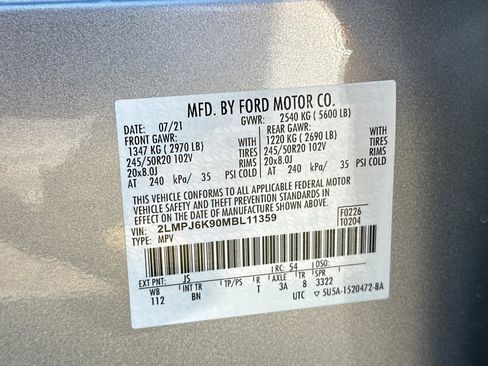 MFD. BY FORD MOTOR CO.
DATE: 07/21 GVWR: 2540 KG ( 5600 LB)
FRONT GAWR: REAR GAWR:
1347 KG ( 2970 LB) WITH 1220 KG ( 2690 LB) WITH
245/50R20 102V TIRES 245/50R20 102V TIRES
20x8.0J RIMS 20x8.0J RIMS
AT 240 kPa/ 35 PSI COLD AT 240 kPa/ 35 PSI COLD
THIS VEHICLE CONFORMS TO ALL APPLICABLE FEDERAL MOTOR
VEHICLE SAFETY AND THEFT PREVENTION STANDARDS IN
EFFECT ON THE DATE OF MANUFACTURE SHOWN ABOVE.
VIN: 2LMPJ6K90MBL11359 F0226
TYPE: MPV T0204
EXT PNT: JS RC: 54
WB INT TR TP/PS R AXLE TR SPR
112 BN T 3A 8 3322
UTC ▽ 5U5A-1520472-BA